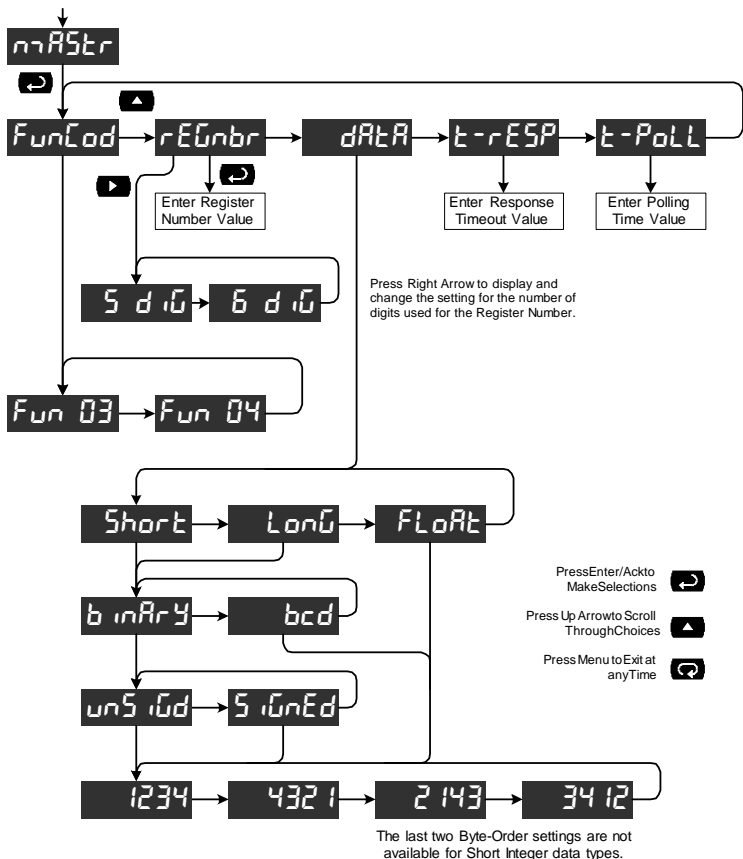 mAStr
FunCod
rEGnbr
dAtA
t-rESP
t-PoLL
Enter Register
Number Value
Enter Response
Timeout Value
Enter Polling
Time Value
5 diG
6 diG
Press Right Arrow to display and
change the setting for the number of
digits used for the Register Number.
Fun 03
Fun 04
Short
LonG
FLoAt
binArY
bcd
unSiGd
SiGnEd
1234
4321
2143
3412
PressEnter/Ackto
MakeSelections
Press Up Arrowto Scroll
ThroughChoices
Press Menu to Exit at
anyTime
The last two Byte-Order settings are not
available for Short Integer data types.